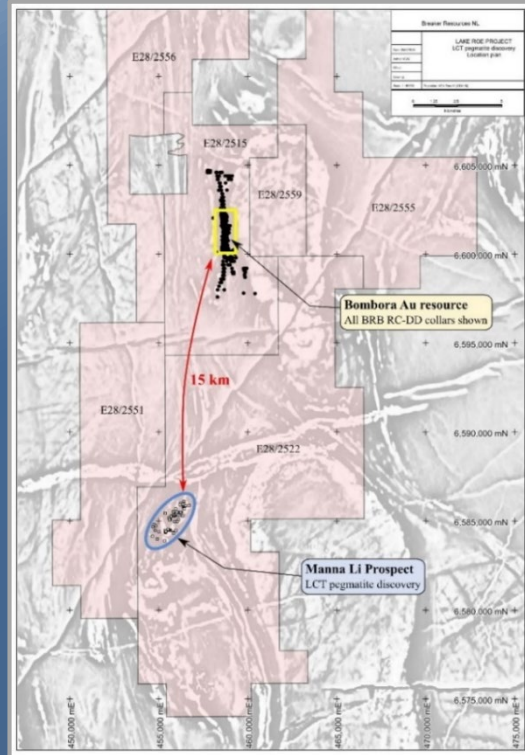 Breaker Resources NL
LAKE ROE PROJECT
LCT pegmatite discovery
Location plan
E28/2556
E28/2515
E28/2559
E28/2555
6,605,000 mN
6,600,000 mN
Bombora Au resource
All BRB RC-DD collars shown
6,595,000 mN
15 km
E28/2551
E28/2522
6,590,000 mN
6,585,000 mN
Manna Li Prospect
LCT pegmatite discovery
6,580,000 mN
6,575,000 mN
450,000 mE
455,000 mE
460,000 mE
465,000 mE
470,000 mE